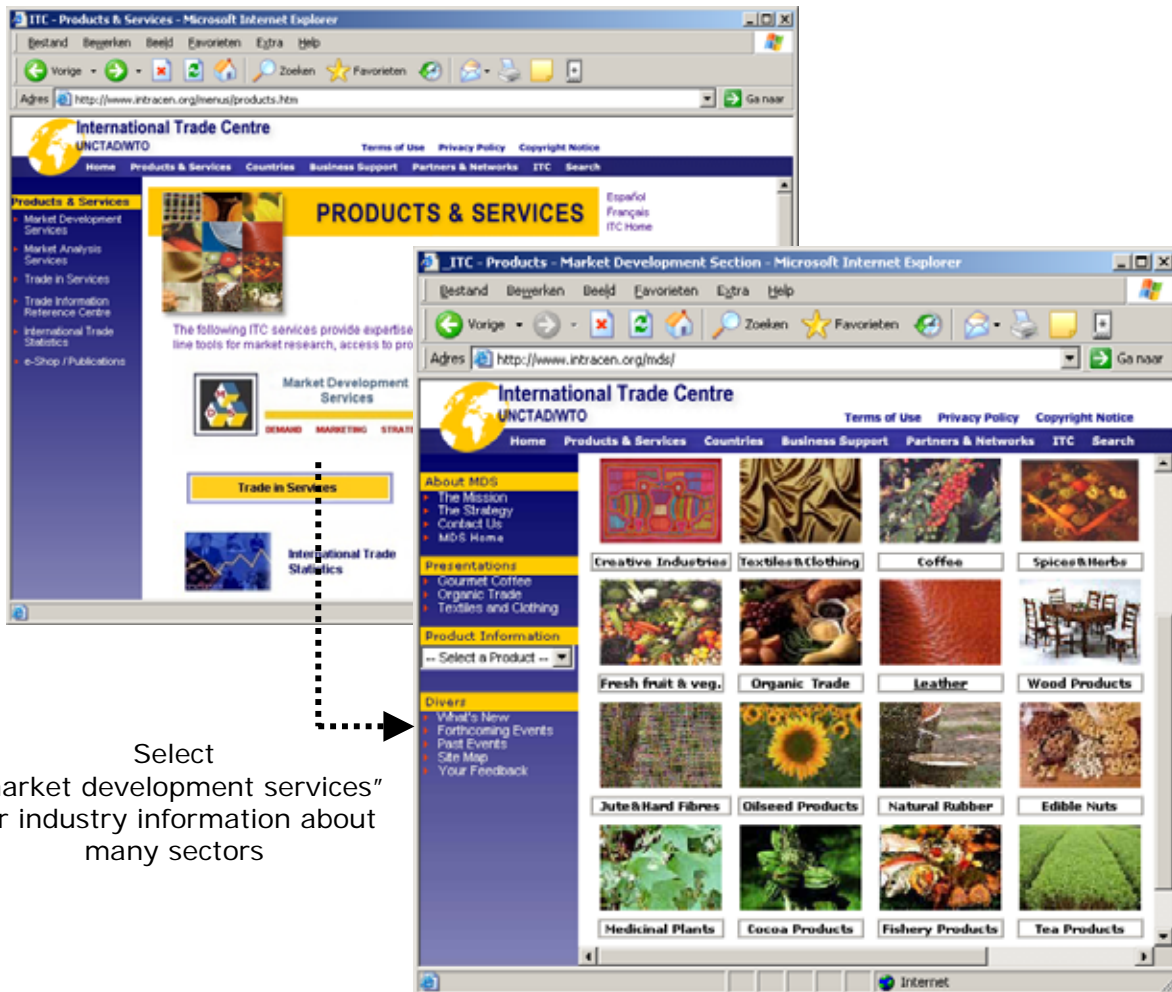 ITC - Products & Services - Microsoft Internet Explorer
Bestand Bewerken Beeld Favorieten Extra Help
Vorige Zoeken Favorieten
Adres http://www.intracen.org/menus/products.htm Ga naar
International Trade Centre
UNCTAD/WTO
Terms of Use Privacy Policy Copyright Notice
Home Products & Services Countries Business Support Partners & Networks ITC Search
Products & Services
Market Development
Services
Market Analysis
Services
Trade in Services
Trade Information
Reference Centre
International Trade
Statistics
e-Shop / Publications
PRODUCTS & SERVICES
Español
Français
ITC Home
The following ITC services provide expertise
line tools for market research, access to pro
Market Development
Services
DEMAND MARKETING STRATE
Trade in Services
International Trade
Statistics
_ITC - Products - Market Development Section - Microsoft Internet Explorer
Bestand Bewerken Beeld Favorieten Extra Help
Vorige Zoeken Favorieten
Adres http://www.intracen.org/mds/ Ga naar
International Trade Centre
UNCTAD/WTO
Terms of Use Privacy Policy Copyright Notice
Home Products & Services Countries Business Support Partners & Networks ITC Search
About MDS
The Mission
The Strategy
Contact Us
MDS Home
Presentations
Gourmet Coffee
Organic Trade
Textiles and Clothing
Product Information
-- Select a Product --
Divers
What's New
Forthcoming Events
Past Events
Site Map
Your Feedback
Creative Industries Textiles&Clothing Coffee Spices&Herbs
Fresh fruit & veg. Organic Trade Leather Wood Products
Jute&Hard Fibres Oilseed Products Natural Rubber Edible Nuts
Medicinal Plants Cocoa Products Fishery Products Tea Products
Internet
Select
arket development services"
r industry information about
many sectors